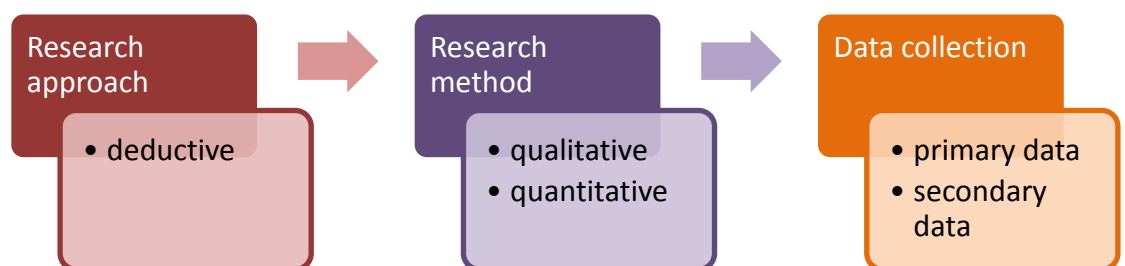 Research
approach
• deductive
Research
method
• qualitative
• quantitative
Data collection
• primary data
• secondary
data